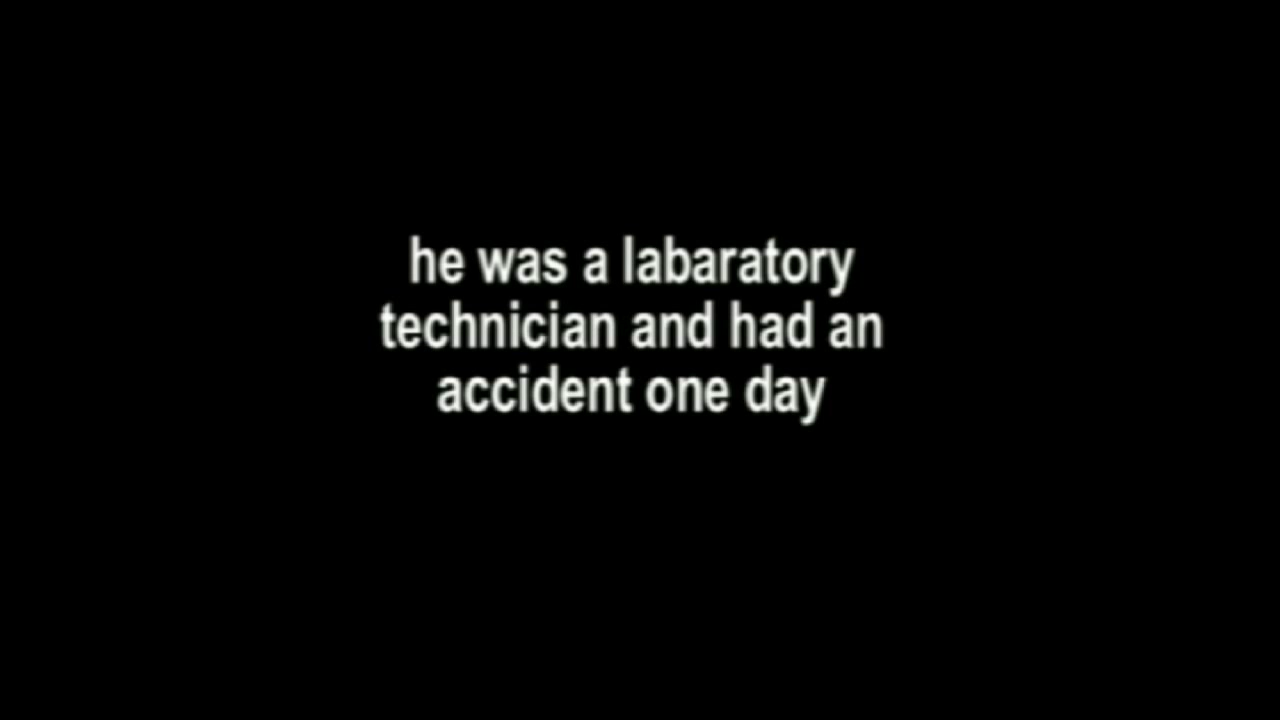 he was a labaratory
technician and had an
accident one day